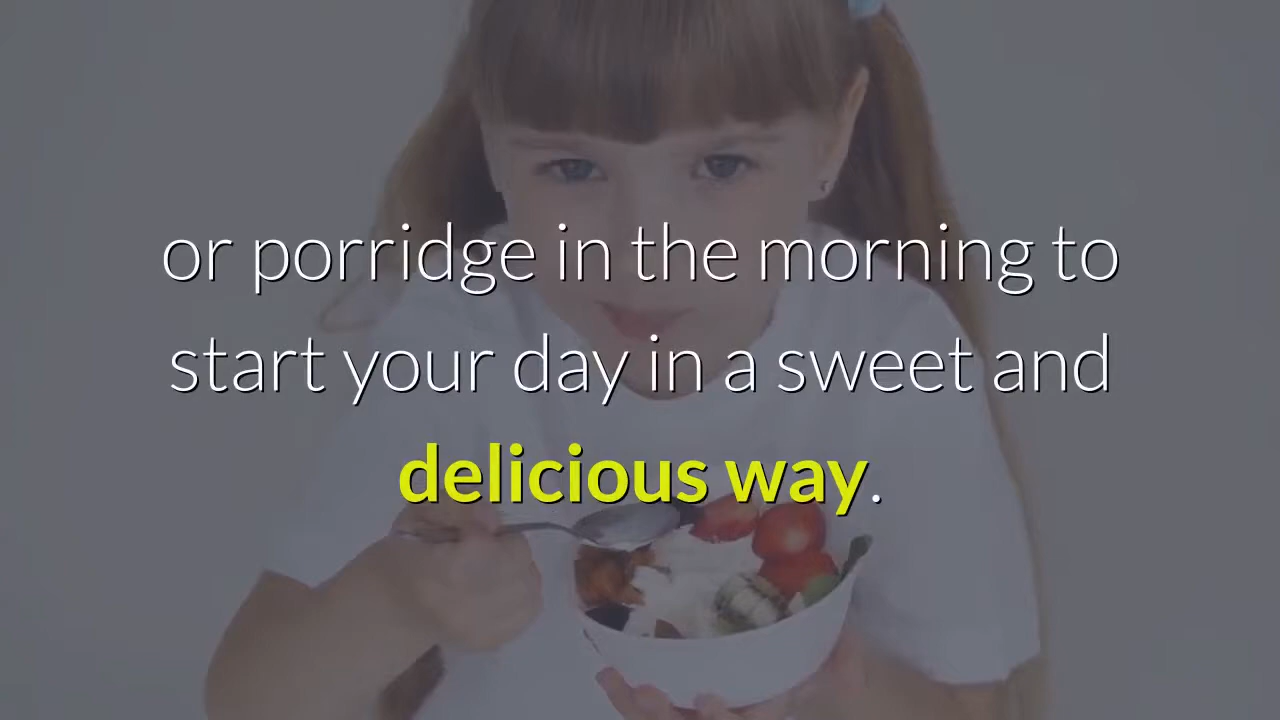 or porridge in the morning to
start your day in a sweet and
delicious way.